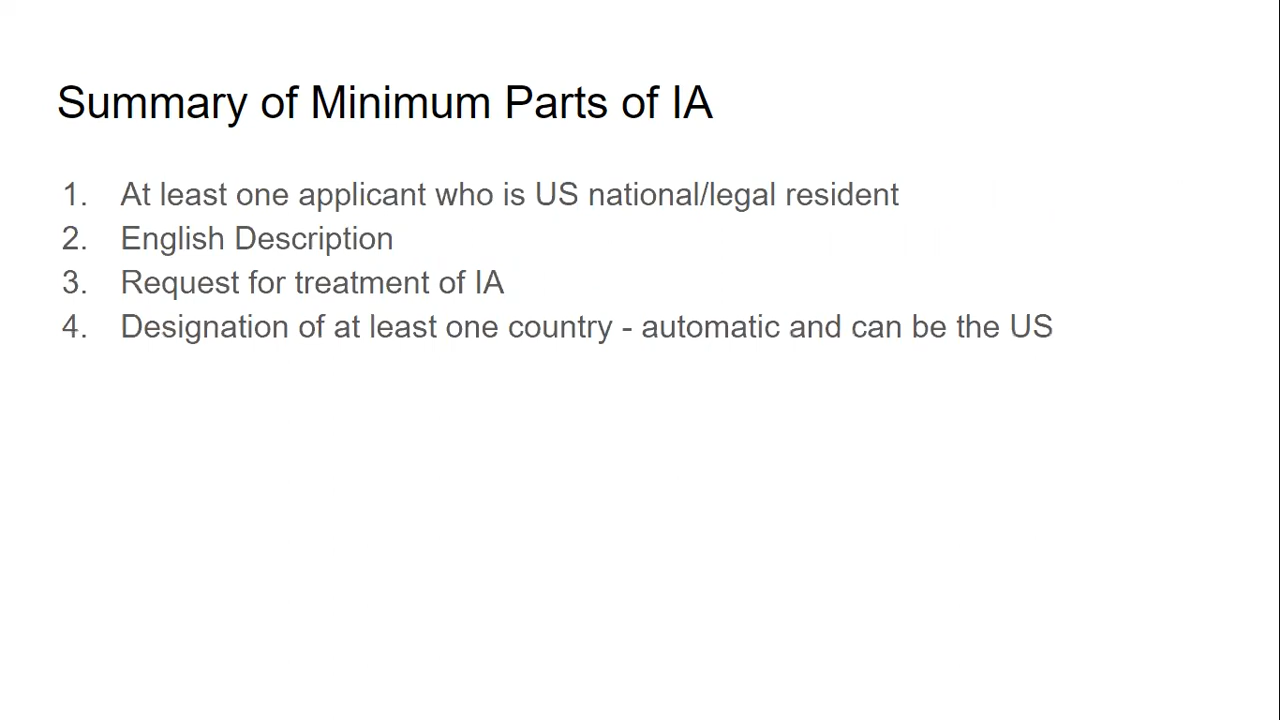 Summary of Minimum Parts of IA
1. At least one applicant who is US national/legal resident
2. English Description
3. Request for treatment of IA
4. Designation of at least one country - automatic and can be the US